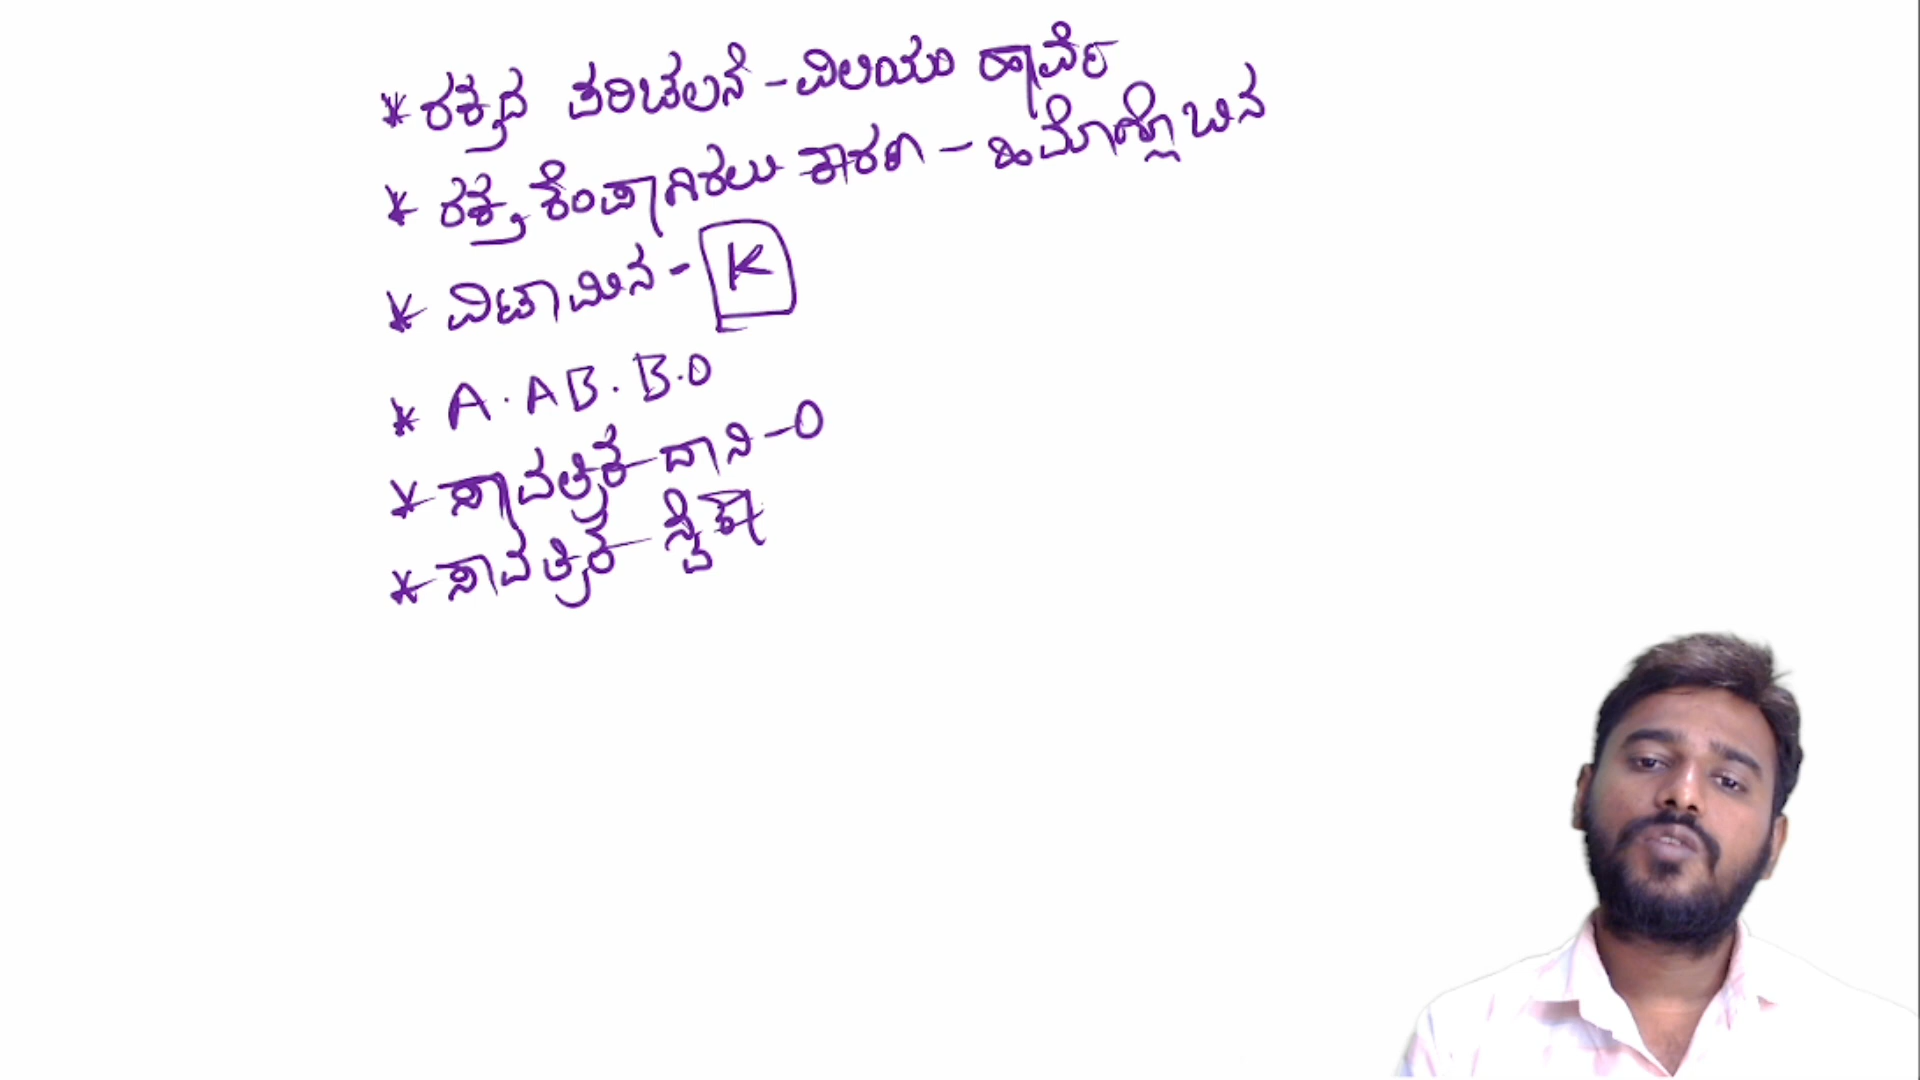 * ರಕ್ತದ ಪರಿಚಲನೆ - ವಿಲಿಯಂ ಹಾರ್ವೆ
* ರಕ್ತ ಕೆಂಪಾಗಿರಲು ಕಾರಣ - ಹಿಮೋಗ್ಲೊಬಿನ
* ವಿಟಾಮಿನ - K
* A. AB. B. O
* ಸಾವತ್ರಿಕ ದಾನಿ - O
* ಸಾವತ್ರಿಕ ಸ್ವಿಕಾ